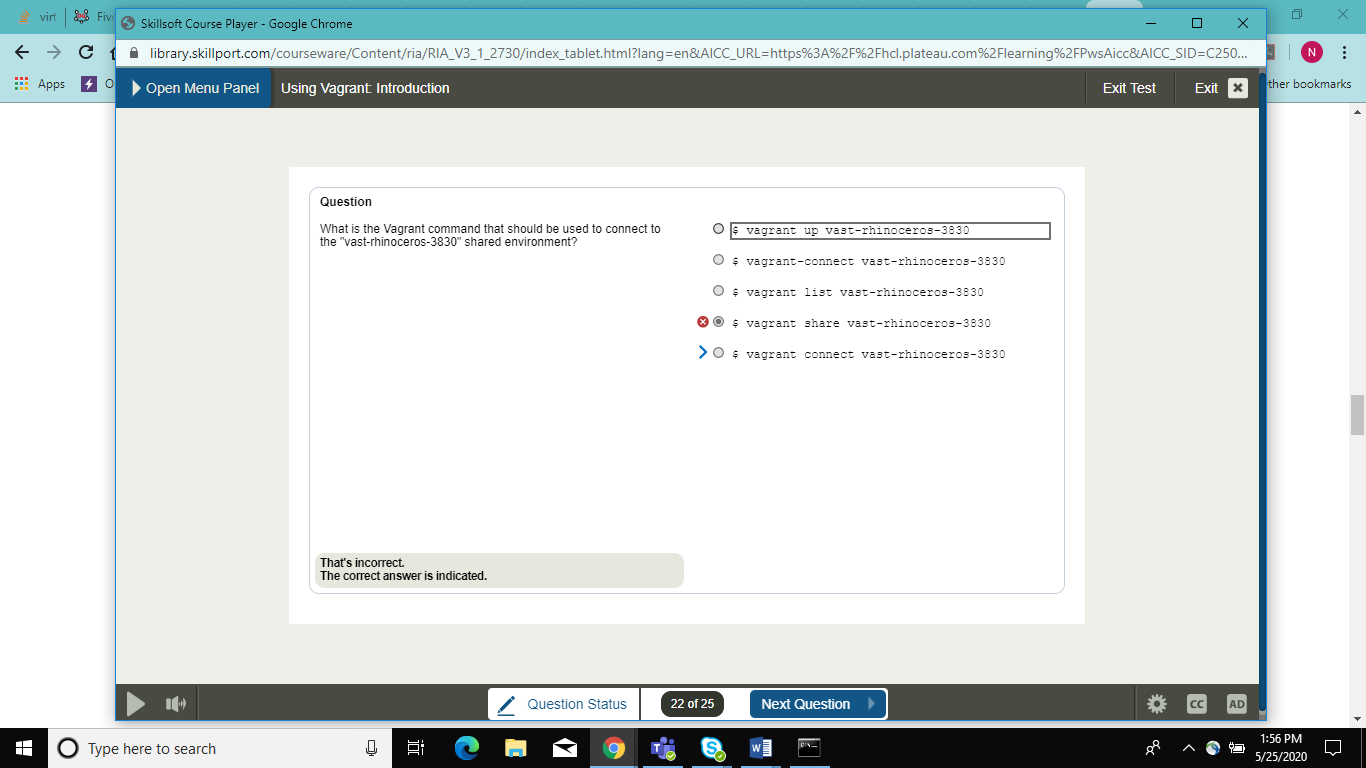 virt
Fiv
Skillsoft Course Player - Google Chrome
library.skillport.com/courseware/Content/ria/RIA_V3_1_2730/index_tablet.html?lang=en&AICC_URL=https%3A%2F%2Fhcl.plateau.com%2Flearning%2FPwsAicc&AICC_SID=C250...
N
Apps
ther bookmarks
Open Menu Panel
Using Vagrant: Introduction
Exit Test
Exit
Question
What is the Vagrant command that should be used to connect to
the "vast-rhinoceros-3830" shared environment?
$ vagrant up vast-rhinoceros-3830
$ vagrant-connect vast-rhinoceros-3830
$ vagrant list vast-rhinoceros-3830
$ vagrant share vast-rhinoceros-3830
$ vagrant connect vast-rhinoceros-3830
That's incorrect.
The correct answer is indicated.
Question Status
22 of 25
Next Question
CC
AD
Type here to search
1:56 PM
5/25/2020